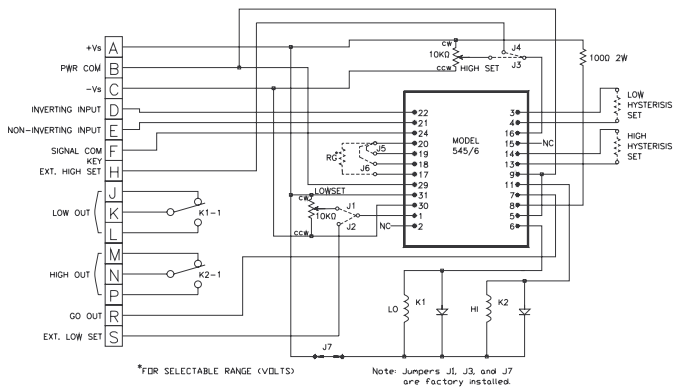 +Vs A
PWR COM B
-Vs C
INVERTING INPUT D
NON-INVERTING INPUT E
SIGNAL COM F
KEY
EXT. HIGH SET H
J
LOW OUT K K1-1
L
M
HIGH OUT N K2-1
P
GO OUT R
EXT. LOW SET S
CW
10KΩ
CCW HIGH SET
J4
J3
100Ω 2W
MODEL
545/6
22
21
24
20
19
18
17
29
31
30
1
2
3
4
16
15 NC
14
13
9
11
7
8
5
6
LOW
HYSTERISIS
SET
HIGH
HYSTERISIS
SET
RG*
J5
J6
LOWSET
CW
10KΩ
CCW
J1
J2
NC
LO K1
HI K2
J7
*FOR SELECTABLE RANGE (VOLTS)
Note: Jumpers J1, J3, and J7
are factory installed.